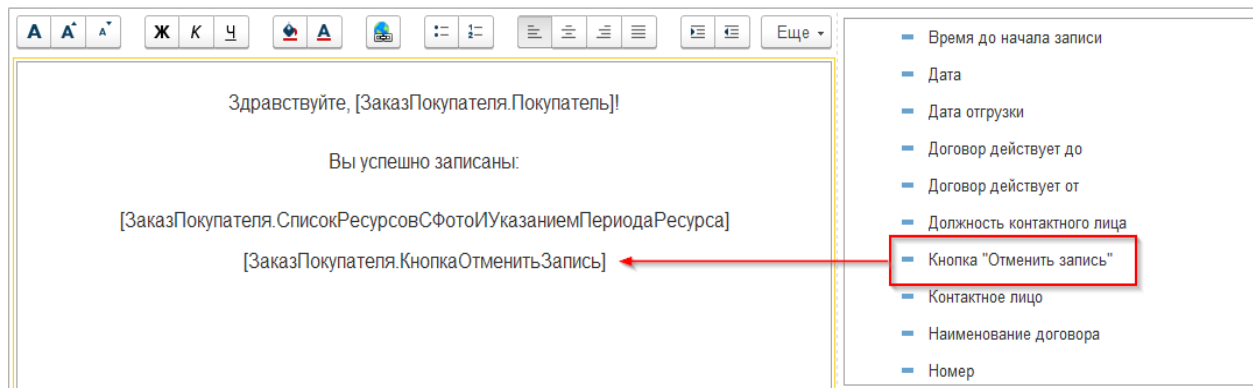 А А А Ж К Ч А Еще
Здравствуйте, [ЗаказПокупателя.Покупатель]!
Вы успешно записаны:
[ЗаказПокупателя.СписокРесурсовСФотоИУказаниемПериодаРесурса]
[ЗаказПокупателя.КнопкаОтменитьЗапись]
Время до начала записи
Дата
Дата отгрузки
Договор действует до
Договор действует от
Должность контактного лица
Кнопка "Отменить запись"
Контактное лицо
Наименование договора
Номер